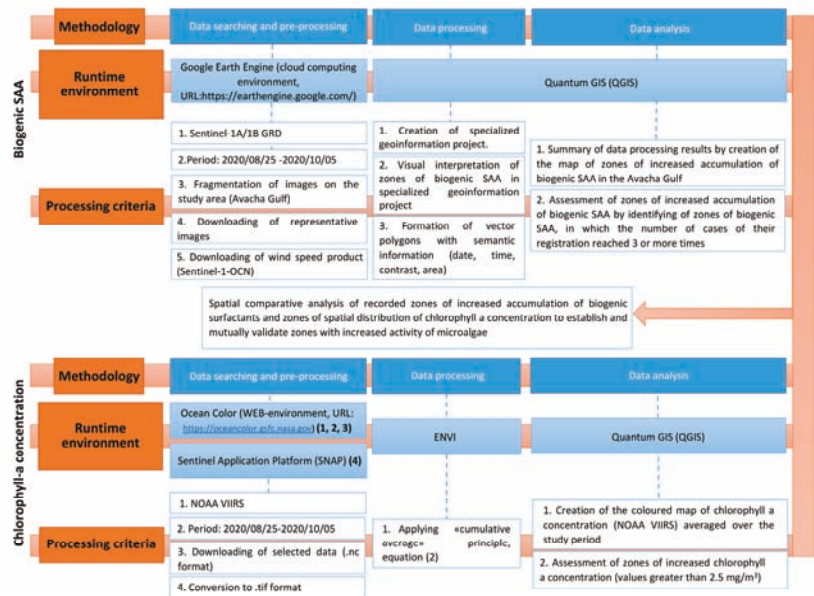 Biogenic SAA
Methodology
Data searching and pre-processing
Data processing
Data analysis
Runtime
environment
Google Earth Engine (cloud computing
environment,
URL:https://earthengine.google.com/)
Quantum GIS (QGIS)
Processing criteria
1. Sentinel-1A/1B GRD
2.Period: 2020/08/25 -2020/10/05
3. Fragmentation of images on the
study area (Avacha Gulf)
4. Downloading of representative
images
5. Downloading of wind speed product
(Sentinel-1-OCN)
1. Creation of specialized
geoinformation project.
2. Visual interpretation of
zones of biogenic SAA in
specialized geoinformation
project
3. Formation of vector
polygons with semantic
information (date, time,
contrast, area)
1. Summary of data processing results by creation of
the map of zones of increased accumulation of
biogenic SAA in the Avacha Gulf
2. Assessment of zones of increased accumulation
of biogenic SAA by identifying of zones of biogenic
SAA, in which the number of cases of their
registration reached 3 or more times
Spatial comparative analysis of recorded zones of increased accumulation of biogenic
surfactants and zones of spatial distribution of chlorophyll a concentration to establish and
mutually validate zones with increased activity of microalgae
Chlorophyll-a concentration
Methodology
Data searching and pre-processing
Data processing
Data analysis
Runtime
environment
Ocean Color (WEB-environment, URL:
https://oceancolor.gsfc.nasa.gov) (1, 2, 3)
Sentinel Application Platform (SNAP) (4)
ENVI
Quantum GIS (QGIS)
Processing criteria
1. NOAA VIIRS
2. Period: 2020/08/25-2020/10/05
3. Downloading of selected data (.nc
format)
4. Conversion to .tif format
1. Applying «cumulative
average» principle,
equation (2)
1. Creation of the coloured map of chlorophyll a
concentration (NOAA VIIRS) averaged over the
study period
2. Assessment of zones of increased chlorophyll
a concentration (values greater than 2.5 mg/m³)